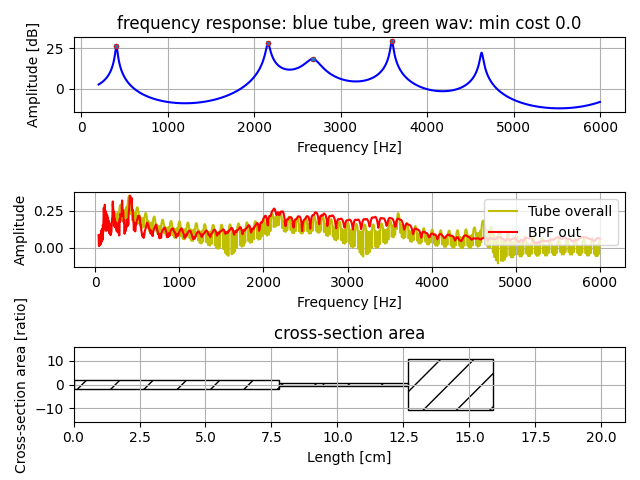 frequency response: blue tube, green wav: min cost 0.0
Amplitude [dB]
25
0
0 1000 2000 3000 4000 5000 6000
Frequency [Hz]
Amplitude
0.25
0.00
Tube overall
BPF out
0 1000 2000 3000 4000 5000 6000
Frequency [Hz]
cross-section area
Cross-section area [ratio]
10
0
−10
0.0 2.5 5.0 7.5 10.0 12.5 15.0 17.5 20.0
Length [cm]